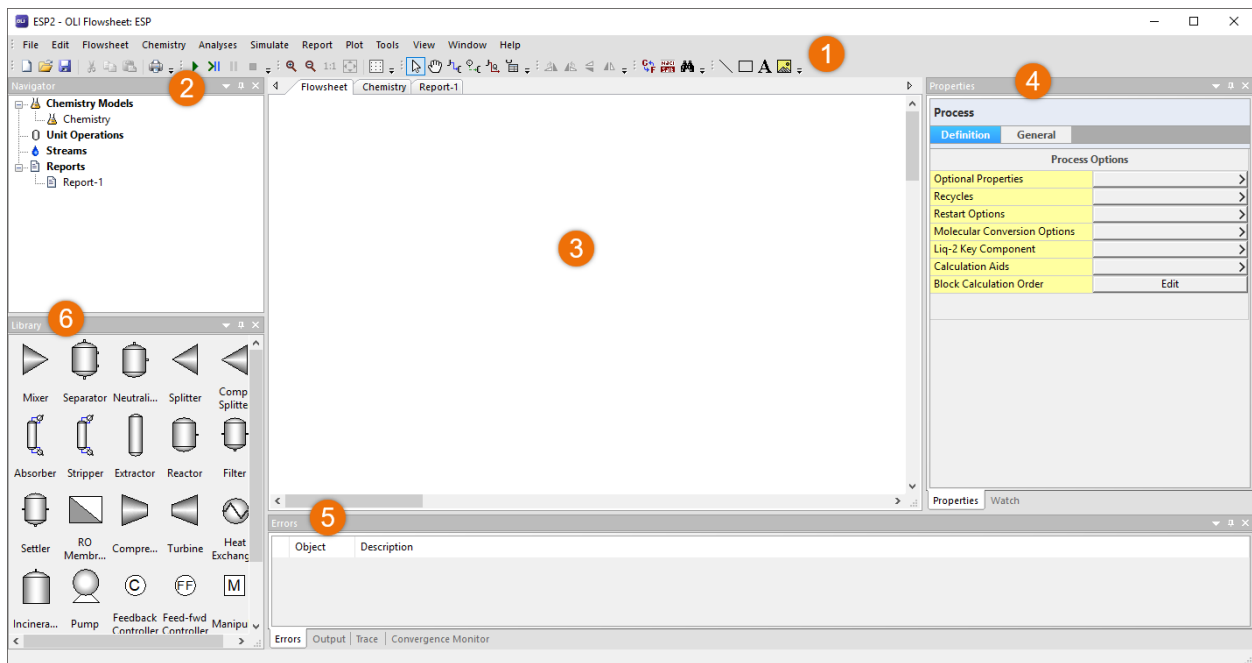 ESP2 - OLI Flowsheet: ESP
File Edit Flowsheet Chemistry Analyses Simulate Report Plot Tools View Window Help
1
1:1
A
Navigator
2
Chemistry Models
Chemistry
Unit Operations
Streams
Reports
Report-1
Flowsheet Chemistry Report-1
3
Properties
4
Process
Definition General
Process Options
Optional Properties
Recycles
Restart Options
Molecular Conversion Options
Liq-2 Key Component
Calculation Aids
Block Calculation Order Edit
Properties Watch
Library
6
Mixer Separator Neutrali... Splitter Comp Splitte
Absorber Stripper Extractor Reactor Filter
Settler RO Membr... Compre... Turbine Heat Exchang
C FF M
Incinera... Pump Feedback Controller Feed-fwd Controller Manipu
Errors
5
Object Description
Errors Output Trace Convergence Monitor